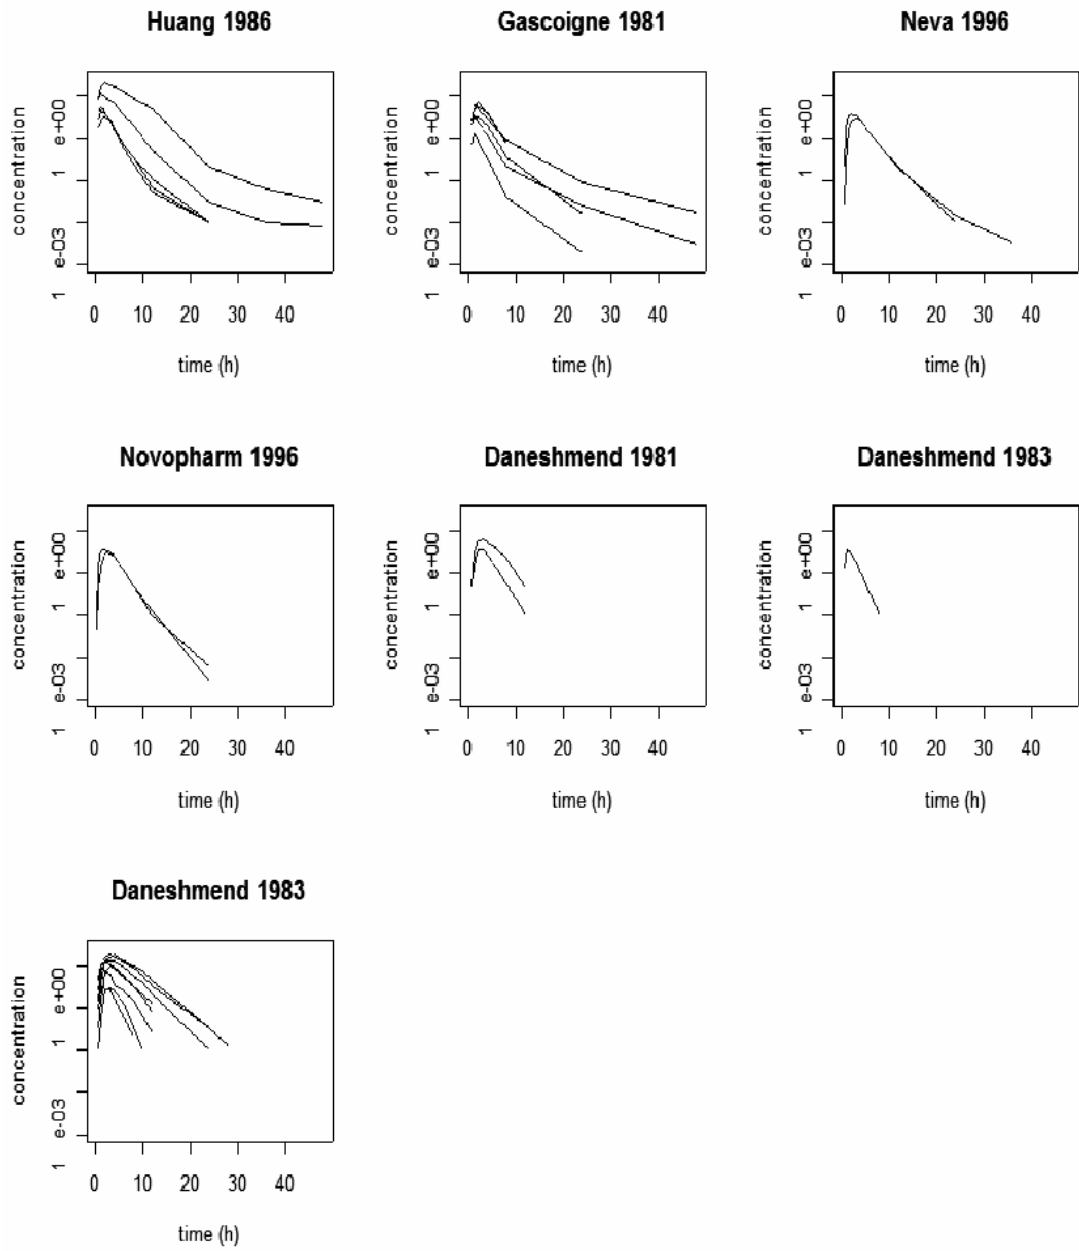 Huang 1986
Gascoigne 1981
Neva 1996
concentration
1 e-03 1 e+00
0 10 20 30 40
time (h)
concentration
1 e-03 1 e+00
0 10 20 30 40
time (h)
concentration
1 e-03 1 e+00
0 10 20 30 40
time (h)
Novopharm 1996
Daneshmend 1981
Daneshmend 1983
concentration
1 e-03 1 e+00
0 10 20 30 40
time (h)
concentration
1 e-03 1 e+00
0 10 20 30 40
time (h)
concentration
1 e-03 1 e+00
0 10 20 30 40
time (h)
Daneshmend 1983
concentration
1 e-03 1 e+00
0 10 20 30 40
time (h)